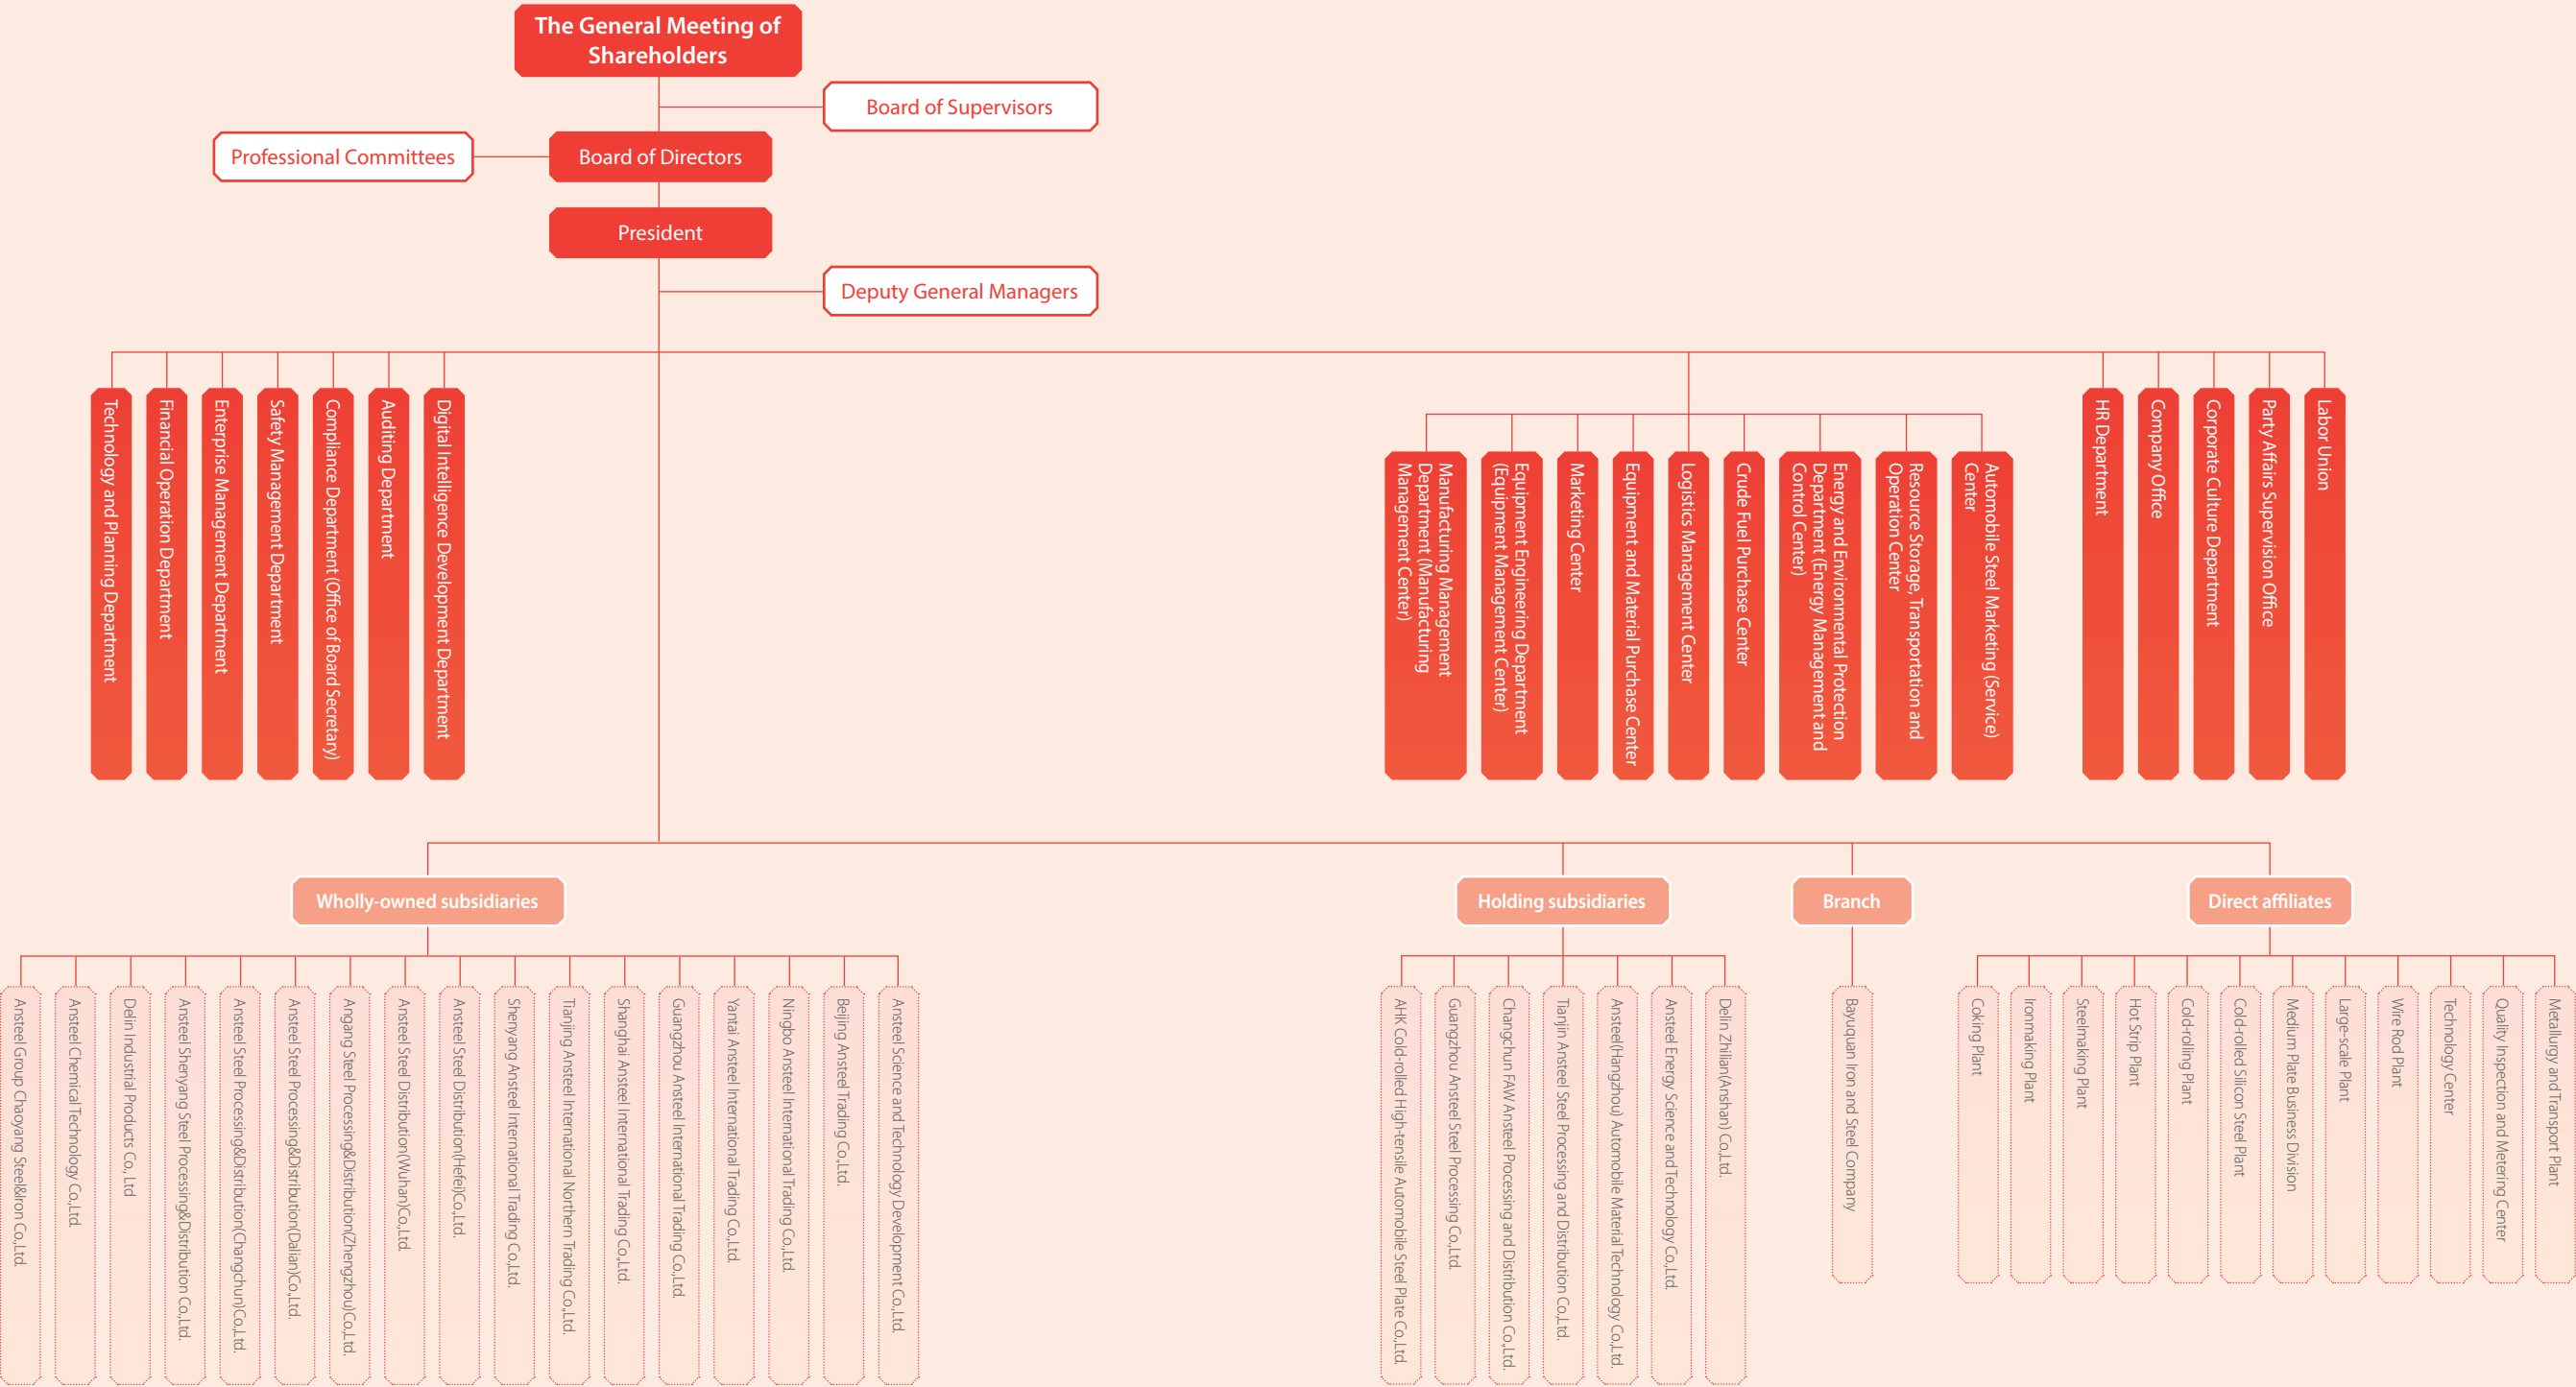 The General Meeting of
Shareholders
Board of Supervisors
Professional Committees
Board of Directors
President
Deputy General Managers
Technology and Planning Department
Financial Operation Department
Enterprise Management Department
Safety Management Department
Compliance Department (Office of Board Secretary)
Auditing Department
Digital Intelligence Development Department
Manufacturing Management
Department (Manufacturing
Management Center)
Equipment Engineering Department
(Equipment Management Center)
Marketing Center
Equipment and Material Purchase Center
Logistics Management Center
Crude Fuel Purchase Center
Energy and Environmental Protection
Department (Energy Management and
Control Center)
Resource Storage, Transportation and
Operation Center
Automobile Steel Marketing (Service)
Center
HR Department
Company Office
Corporate Culture Department
Party Affairs Supervision Office
Labor Union
Wholly-owned subsidiaries
Holding subsidiaries
Branch
Direct affiliates
Ansteel Group Chaoyang Steel&Iron Co.,Ltd.
Ansteel Chemical Technology Co.,Ltd.
Delin Industrial Products Co., Ltd
Ansteel Shenyang Steel Processing&Distribution Co.,Ltd.
Ansteel Steel Processing&Distribution(Changchun)Co.,Ltd.
Ansteel Steel Processing&Distribution(Dalian)Co.,Ltd.
Angang Steel Processing&Distribution(Zhengzhou)Co.,Ltd.
Ansteel Steel Distribution(Wuhan)Co.,Ltd.
Ansteel Steel Distribution(Hefei)Co.,Ltd.
Shenyang Ansteel International Trading Co.,Ltd.
Tianjing Ansteel International Northern Trading Co.,Ltd.
Shanghai Ansteel International Trading Co.,Ltd.
Guangzhou Ansteel International Trading Co.,Ltd.
Yantai Ansteel International Trading Co.,Ltd.
Ningbo Ansteel International Trading Co.,Ltd.
Beijing Ansteel Trading Co.,Ltd.
Ansteel Science and Technology Development Co.,Ltd.
AHK Cold-rolled High-tensile Automobile Steel Plate Co.,Ltd.
Guangzhou Ansteel Steel Processing Co.,Ltd.
Changchun FAW Ansteel Processing and Distribution Co.,Ltd.
Tianjin Ansteel Steel Processing and Distribution Co.,Ltd.
Ansteel(Hangzhou) Automobile Material Technology Co.,Ltd.
Ansteel Energy Science and Technology Co.,Ltd.
Delin Zhilian(Anshan) Co.,Ltd.
Bayuquan Iron and Steel Company
Coking Plant
Ironmaking Plant
Steelmaking Plant
Hot Strip Plant
Cold-rolling Plant
Cold-rolled Silicon Steel Plant
Medium Plate Business Division
Large-scale Plant
Wire Rod Plant
Technology Center
Quality Inspection and Metering Center
Metallurgy and Transport Plant